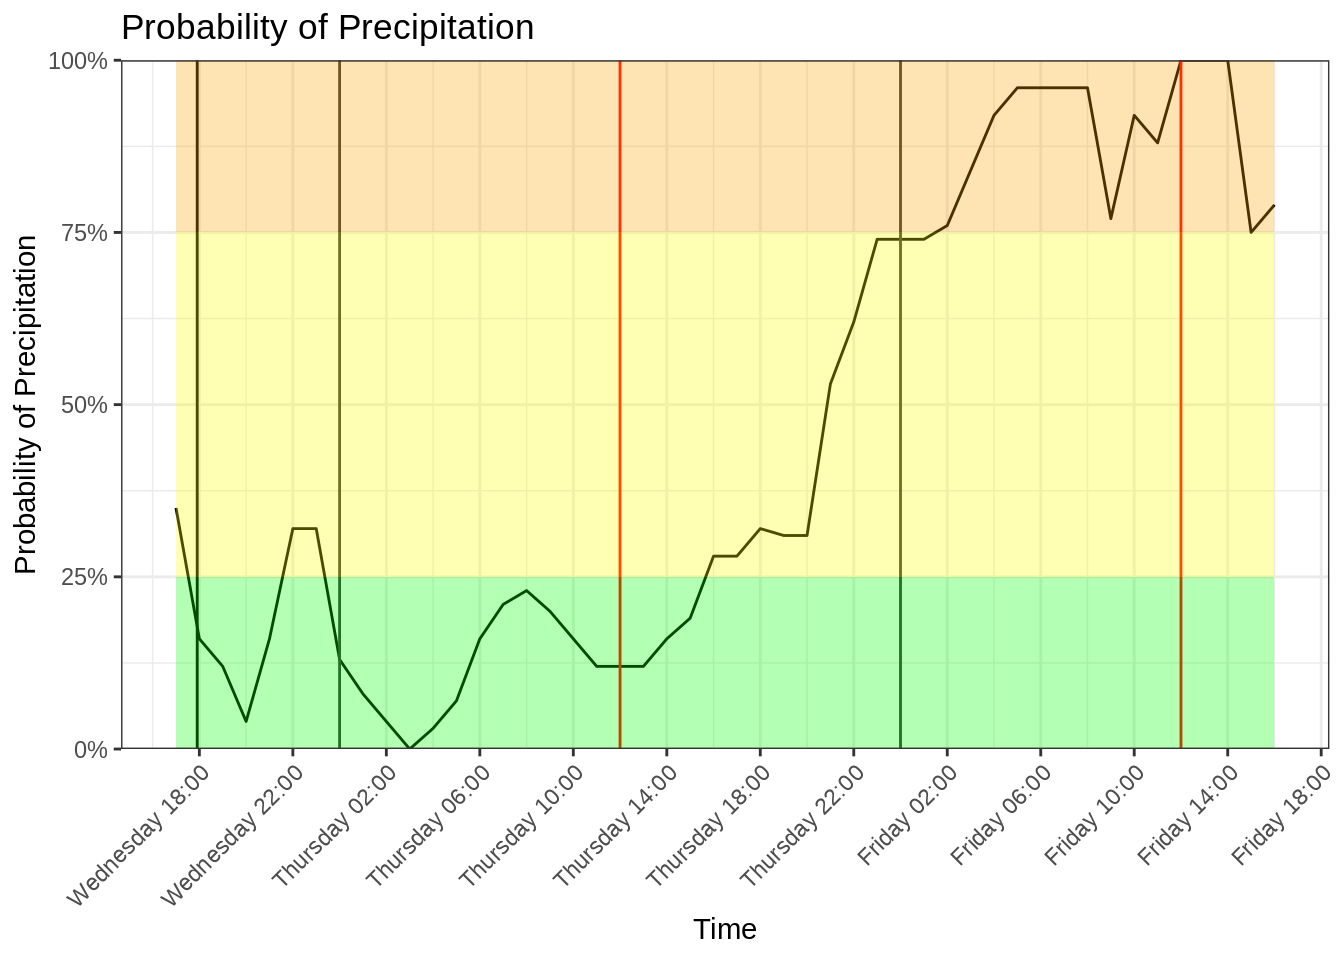 Probability of Precipitation
100%
75%
50%
25%
0%
Probability of Precipitation
Wednesday 18:00
Wednesday 22:00
Thursday 02:00
Thursday 06:00
Thursday 10:00
Thursday 14:00
Thursday 18:00
Thursday 22:00
Friday 02:00
Friday 06:00
Friday 10:00
Friday 14:00
Friday 18:00
Time